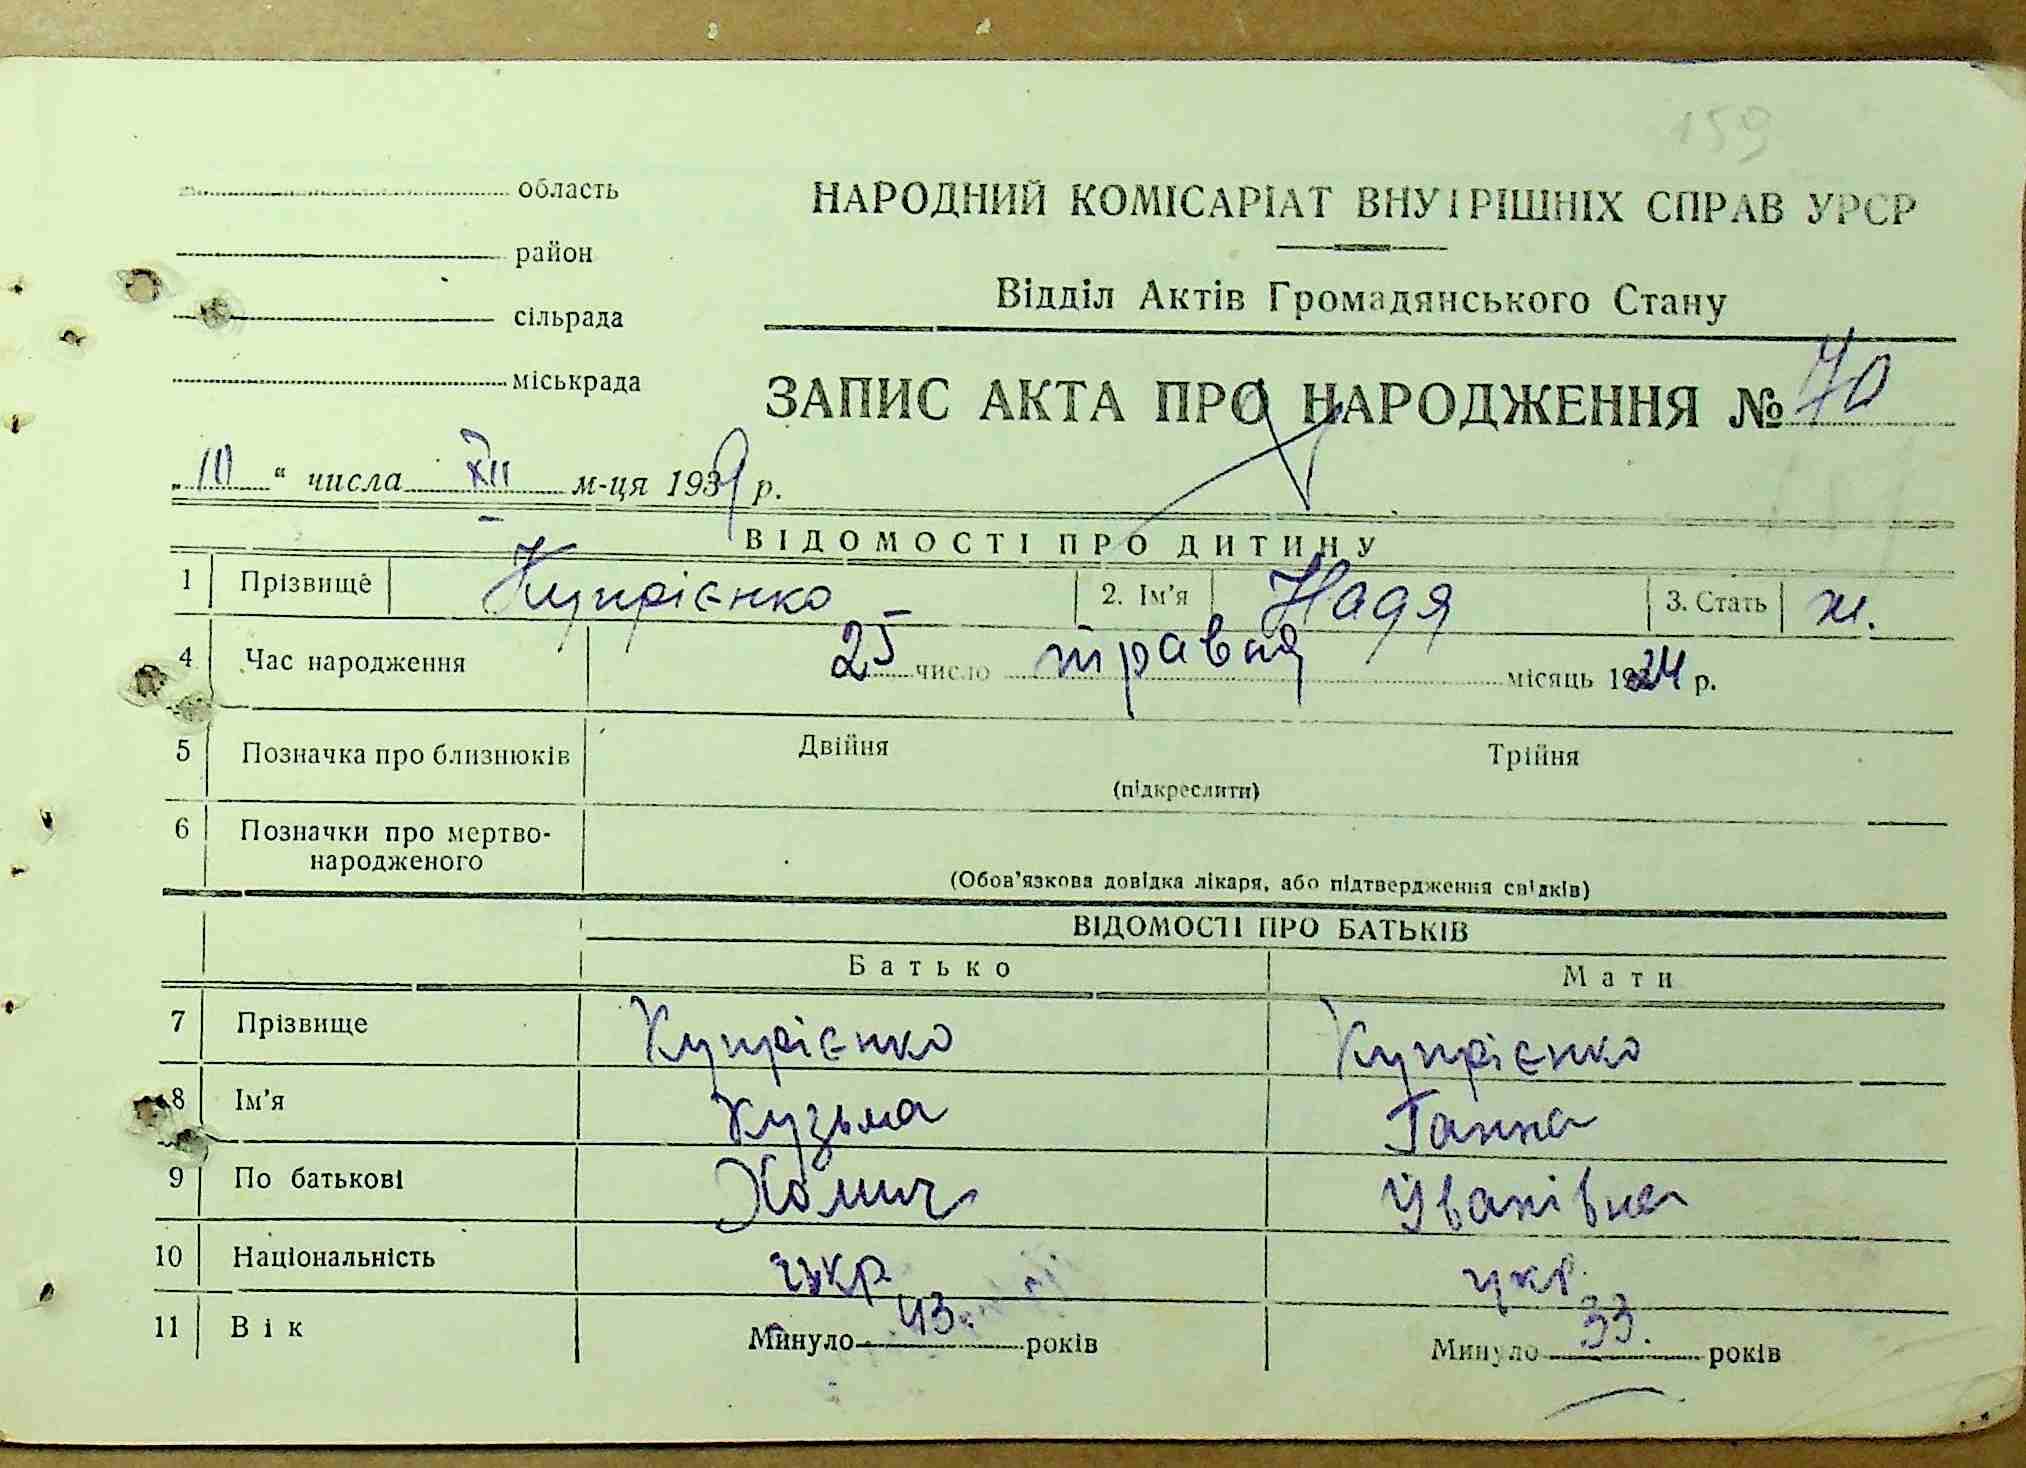 159
область
НАРОДНИЙ КОМІСАРІАТ ВНУТРІШНІХ СПРАВ УРСР
район
Відділ Актів Громадянського Стану
сільрада
міськрада
ЗАПИС АКТА ПРО НАРОДЖЕННЯ № 70
„10“ числа XII м-ця 1939 р.
ВІДОМОСТІ ПРО ДИТИНУ
1 Прізвище Купрієнко 2. Ім'я Надя 3. Стать ж.
4 Час народження 25 число травня місяць 1924 р.
5 Позначка про близнюків Двійня Трійня
(підкреслити)
6 Позначки про мертво-
народженого
(Обов'язкова довідка лікаря, або підтвердження свідків)
ВІДОМОСТІ ПРО БАТЬКІВ
Батько Мати
7 Прізвище Купрієнко Купрієнко
8 Ім'я Кузьма Ганна
9 По батькові Хомич Іванівна
10 Національність укр. укр.
11 Вік Минуло 43. років Минуло 33. років